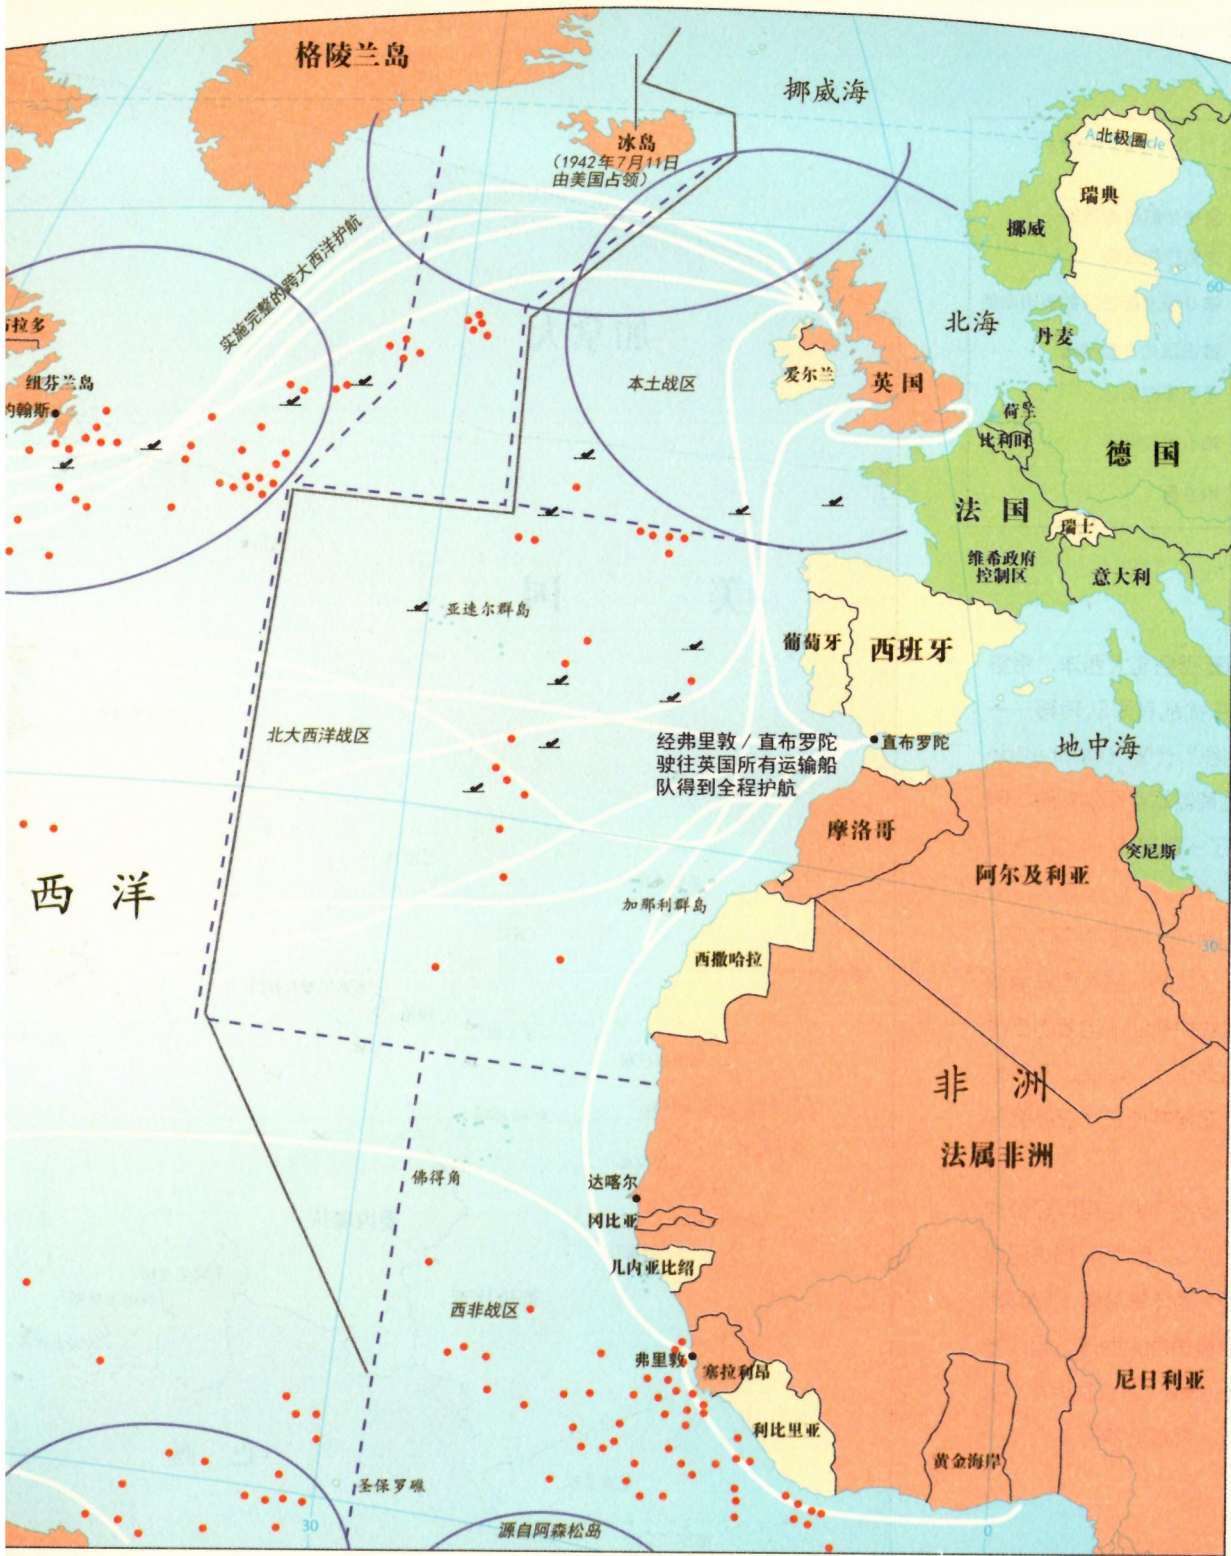 格陵兰岛
挪威海
冰岛
（1942年7月11日
由美国占领）
北极圈
瑞典
挪威
实施完整的跨大西洋护航
60
北海
丹麦
拉多
纽芬兰岛
约翰斯
本土战区
爱尔兰
英国
荷兰
比利时
德国
法国
瑞士
维希政府
控制区
意大利
亚速尔群岛
葡萄牙
西班牙
北大西洋战区
经弗里敦/直布罗陀
驶往英国所有运输船
队得到全程护航
直布罗陀
地中海
摩洛哥
突尼斯
西洋
阿尔及利亚
加那利群岛
30
西撒哈拉
非洲
法属非洲
佛得角
达喀尔
冈比亚
几内亚比绍
西非战区
弗里敦
塞拉利昂
尼日利亚
利比里亚
黄金海岸
圣保罗礁
30
源自阿森松岛
0